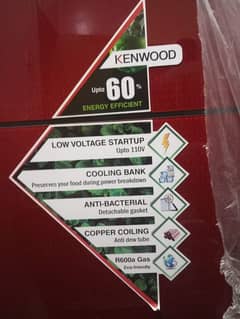 KENWOOD
Upto 60%
ENERGY EFFICIENT
LOW VOLTAGE STARTUP
Upto 110V
COOLING BANK
Preserves your food during power breakdown
ANTI-BACTERIAL
Detachable gasket
COPPER COILING
Anti dew tube
R600a Gas
Eco-friendly